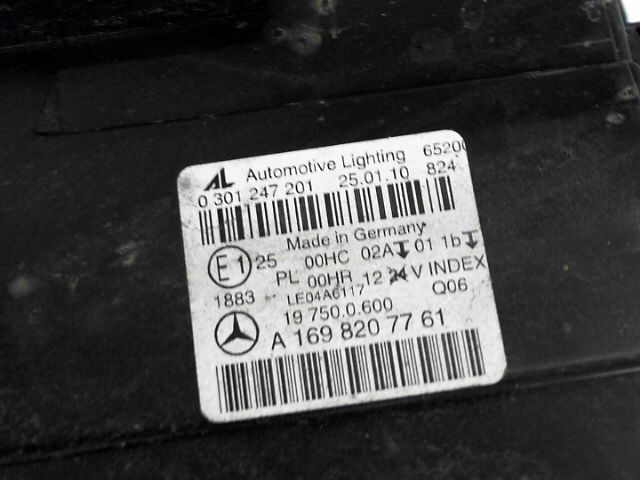 AL Automotive Lighting 6520
0 301 247 201 25.01.10 824
Made in Germany
E1 25 00HC 02A 01 1b
PL 00HR 12 24 V INDEX
1883 LE04A6117 Q06
19 750.0.600
A 169 820 77 61